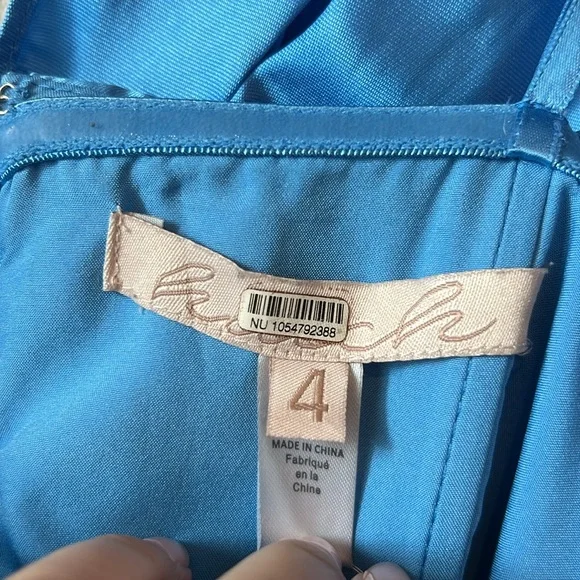 NU 1054792388
4
MADE IN CHINA
Fabriqué
en la
Chine